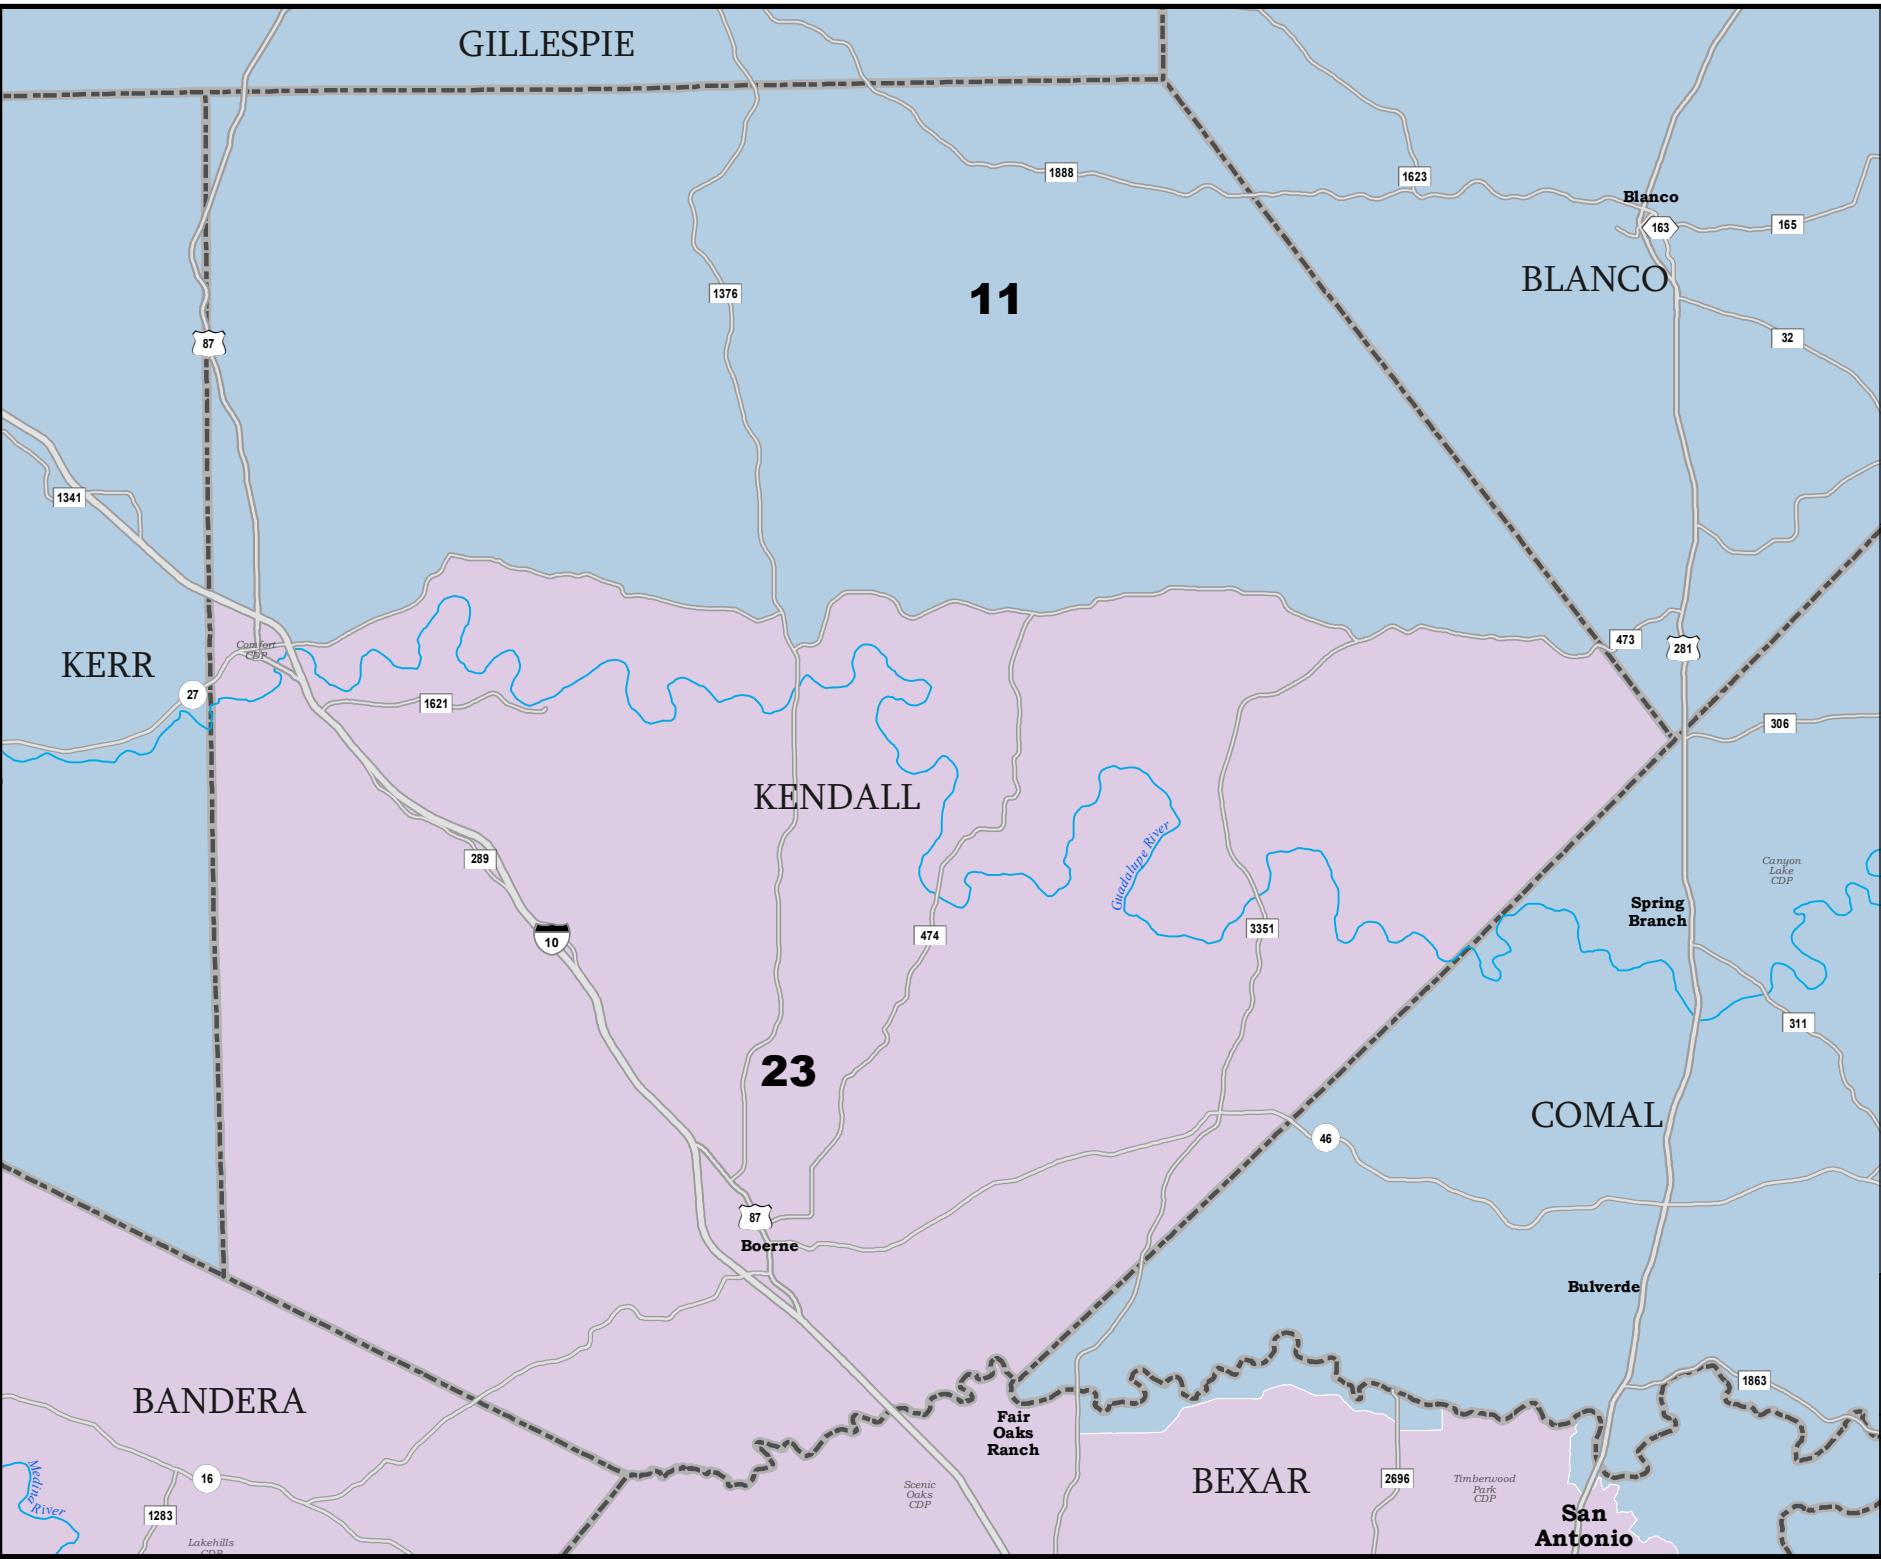 GILLESPIE
1888
1623
Blanco
163
165
BLANCO
1376
11
32
87
1341
473
281
Comfort
CDP
KERR
27
1621
306
KENDALL
289
Guadalupe River
Canyon
Lake
CDP
Spring
Branch
10
474
3351
311
23
COMAL
46
87
Boerne
Bulverde
1863
BANDERA
Fair
Oaks
Ranch
16
Scenic
Oaks
CDP
BEXAR
2696
Timberwood
Park
CDP
Medina
River
1283
San
Antonio
Lakehills
CDP